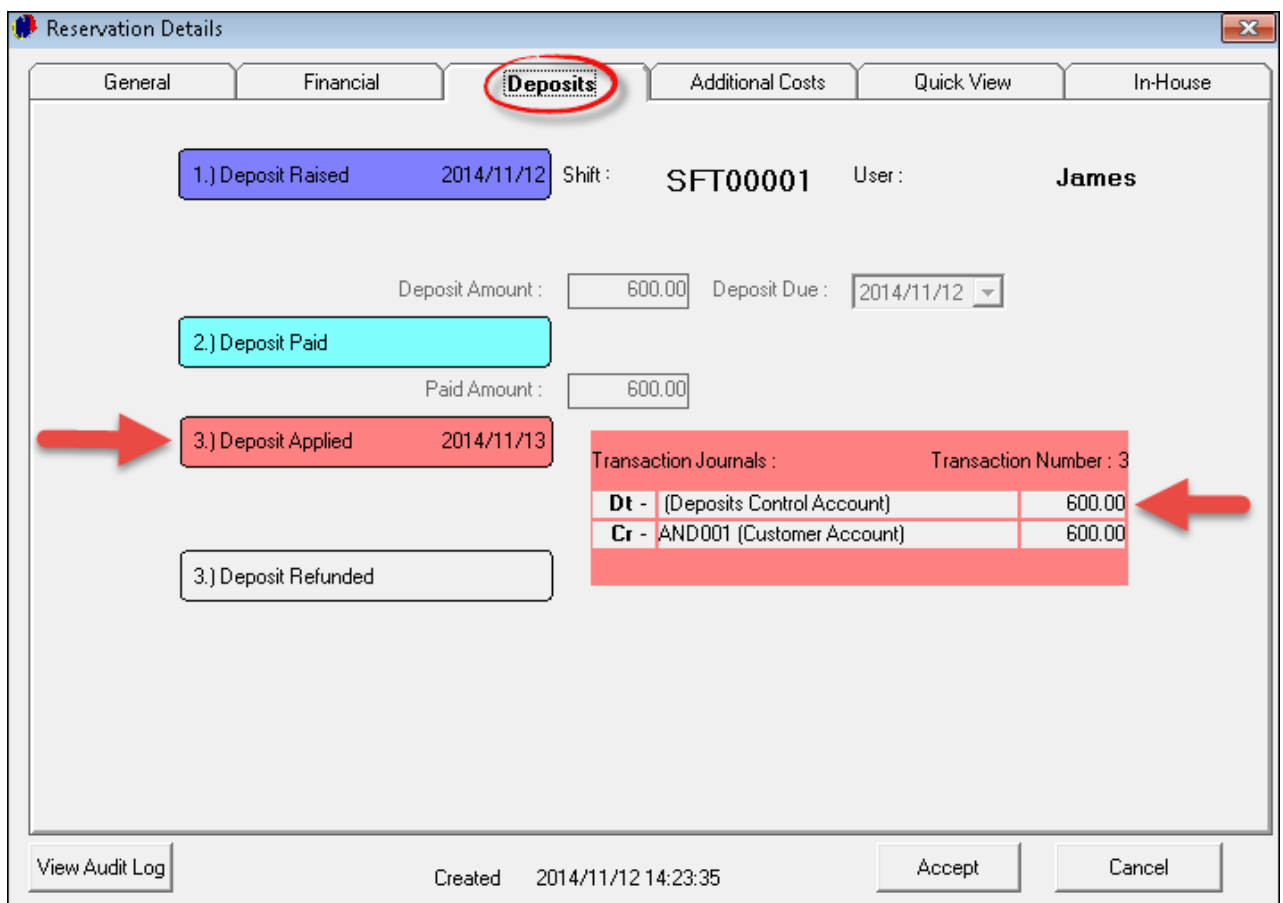 Reservation Details
General Financial Deposits Additional Costs Quick View In-House
1.) Deposit Raised 2014/11/12 Shift : SFT00001 User : James
Deposit Amount : 600.00 Deposit Due : 2014/11/12
2.) Deposit Paid
Paid Amount : 600.00
3.) Deposit Applied 2014/11/13
Transaction Journals : Transaction Number : 3
Dt - (Deposits Control Account) 600.00
Cr - AND001 (Customer Account) 600.00
3.) Deposit Refunded
View Audit Log Created 2014/11/12 14:23:35 Accept Cancel